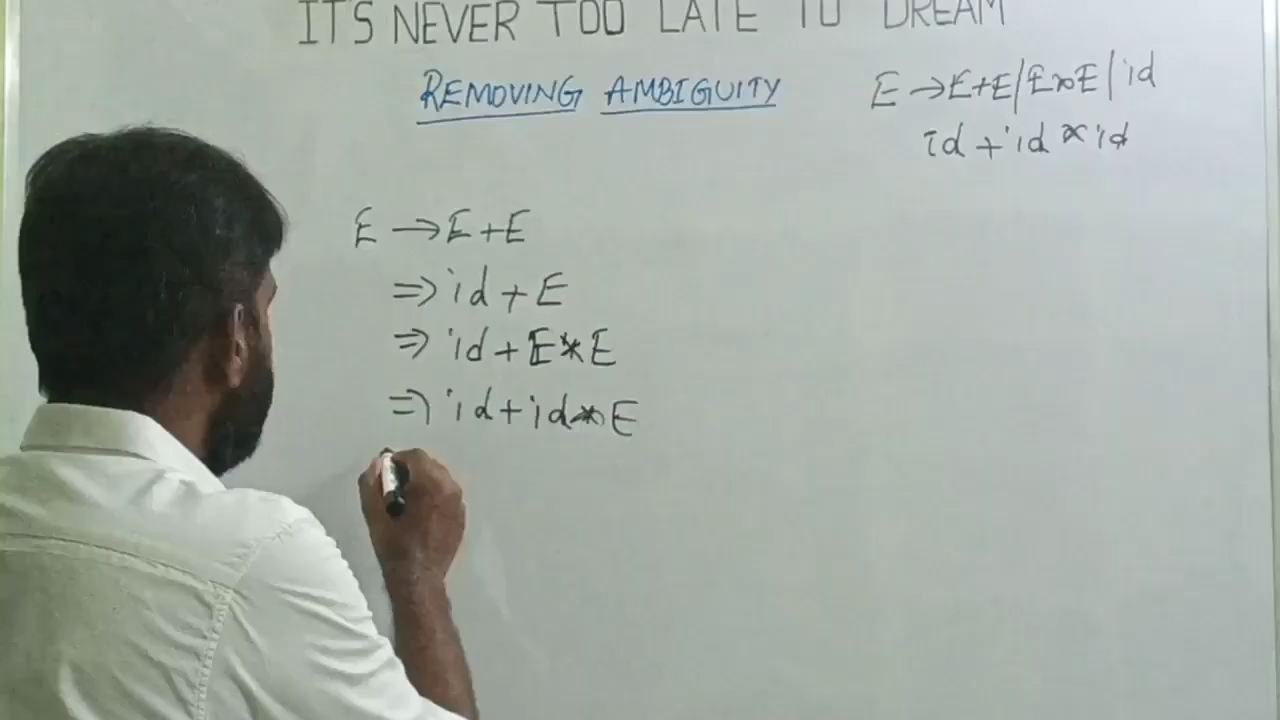 ITS NEVER TOO LATE TO DREAM
REMOVING AMBIGUITY
E → E+E/E*E/id
id + id * id
E → E+E
⇒ id + E
⇒ id + E*E
⇒ id + id * E